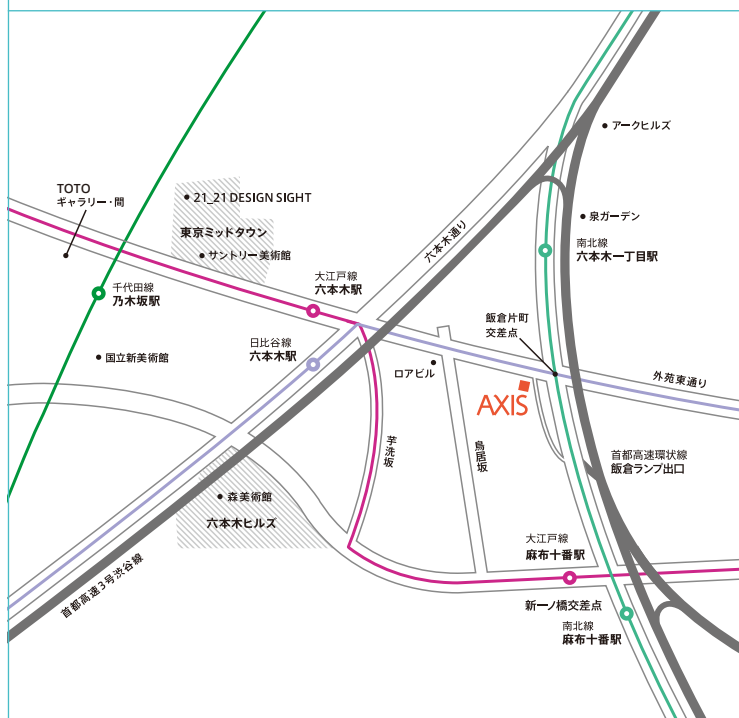 アークヒルズ
TOTO
ギャラリー・間
21_21 DESIGN SIGHT
東京ミッドタウン
サントリー美術館
泉ガーデン
六本木通り
南北線
六本木一丁目駅
大江戸線
六本木駅
千代田線
乃木坂駅
飯倉片町
交差点
日比谷線
六本木駅
国立新美術館
ロアビル
外苑東通り
AXIS
芋洗坂
鳥居坂
首都高速環状線
飯倉ランプ出口
森美術館
六本木ヒルズ
大江戸線
麻布十番駅
首都高速3号渋谷線
新一ノ橋交差点
南北線
麻布十番駅